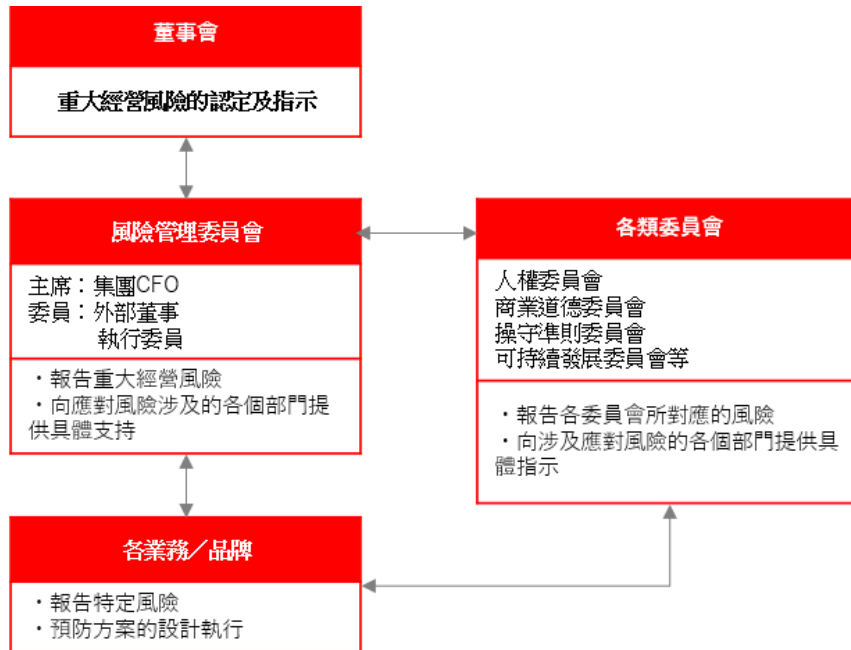 董事會
重大經營風險的認定及指示
風險管理委員會
主席：集團CFO
委員：外部董事
執行委員
・報告重大經營風險
・向應對風險涉及的各個部門提
供具體支持
各類委員會
人權委員會
商業道德委員會
操守準則委員會
可持續發展委員會等
・報告各委員會所對應的風險
・向涉及應對風險的各個部門提供具
體指示
各業務／品牌
・報告特定風險
・預防方案的設計執行